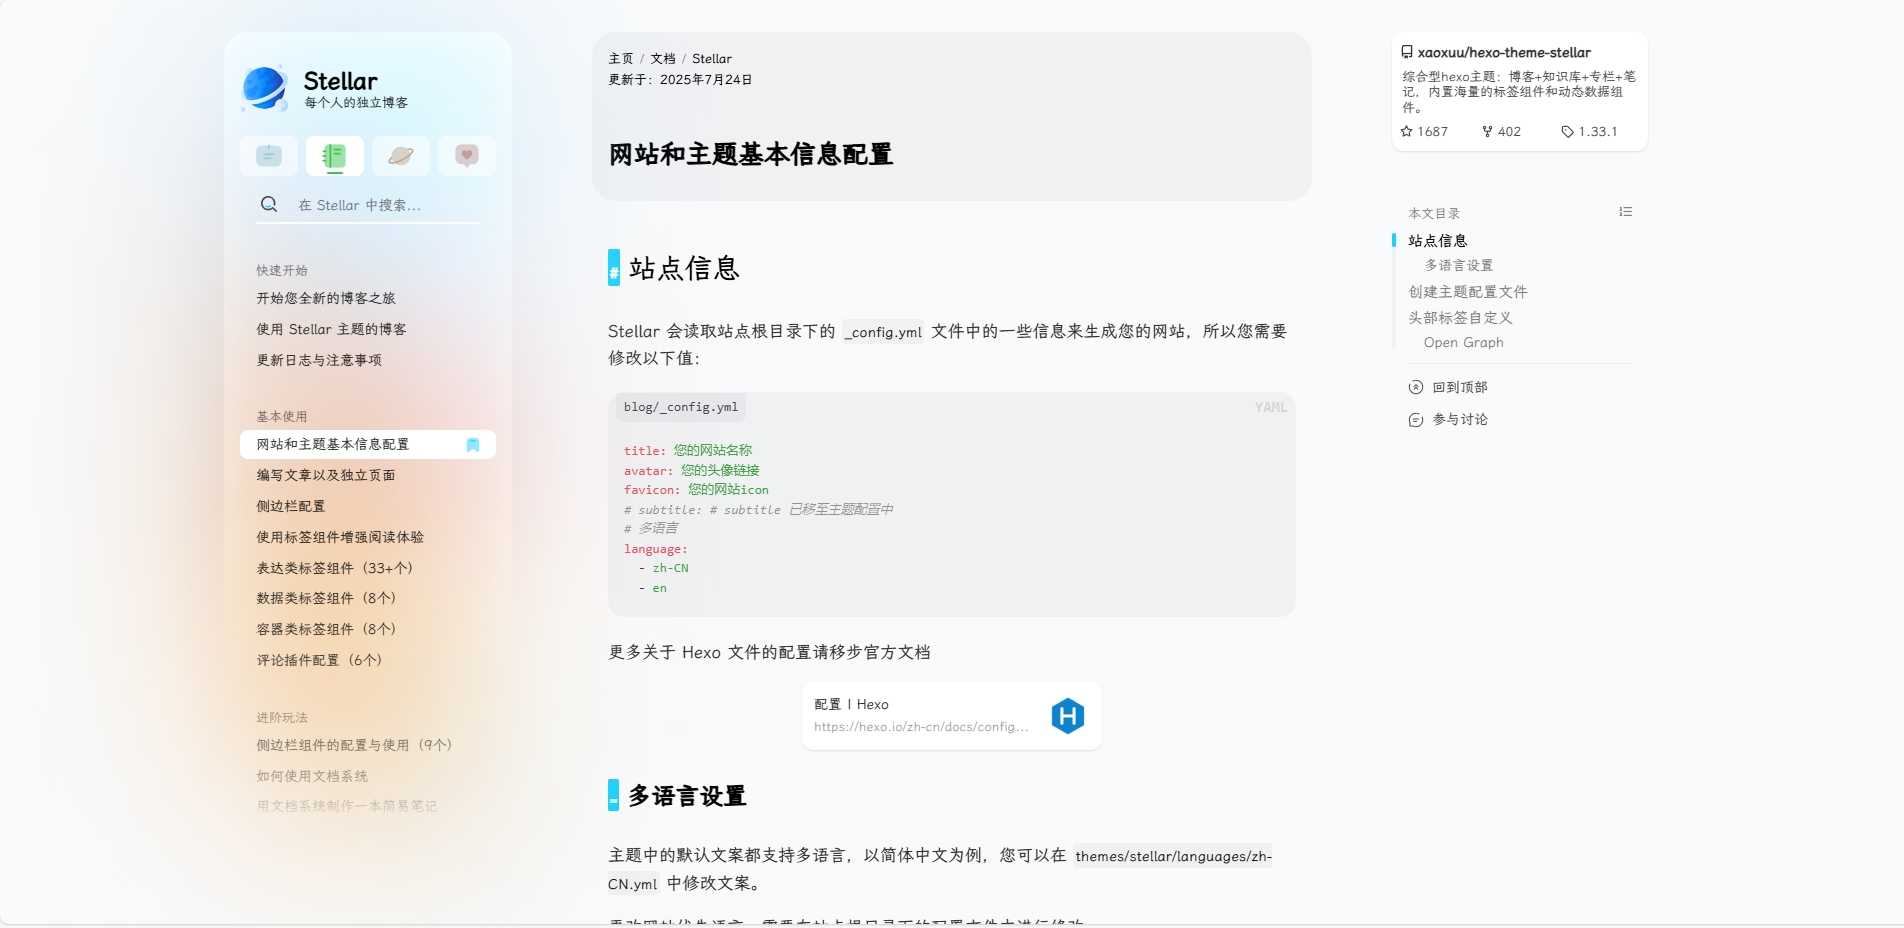 Stellar
每个人的独立博客
在 Stellar 中搜索...
快速开始
开始您全新的博客之旅
使用 Stellar 主题的博客
更新日志与注意事项
基本使用
网站和主题基本信息配置
编写文章以及独立页面
侧边栏配置
使用标签组件增强阅读体验
表达类标签组件（33+个）
数据类标签组件（8个）
容器类标签组件（8个）
评论插件配置（6个）
进阶玩法
侧边栏组件的配置与使用（9个）
如何使用文档系统
用文档系统制作一本简易笔记
主页 / 文档 / Stellar
更新于：2025年7月24日
网站和主题基本信息配置
# 站点信息
Stellar 会读取站点根目录下的 _config.yml 文件中的一些信息来生成您的网站，所以您需要
修改以下值：
blog/_config.yml
YAML
title: 您的网站名称
avatar: 您的头像链接
favicon: 您的网站icon
# subtitle: # subtitle 已移至主题配置中
# 多语言
language:
- zh-CN
- en
更多关于 Hexo 文件的配置请移步官方文档
配置 | Hexo
https://hexo.io/zh-cn/docs/config...
多语言设置
主题中的默认文案都支持多语言，以简体中文为例，您可以在 themes/stellar/languages/zh-
CN.yml 中修改文案。
xaoxuu/hexo-theme-stellar
综合型hexo主题：博客+知识库+专栏+笔
记，内置海量的标签组件和动态数据组
件。
1687 402 1.33.1
本文目录
站点信息
多语言设置
创建主题配置文件
头部标签自定义
Open Graph
回到顶部
参与讨论